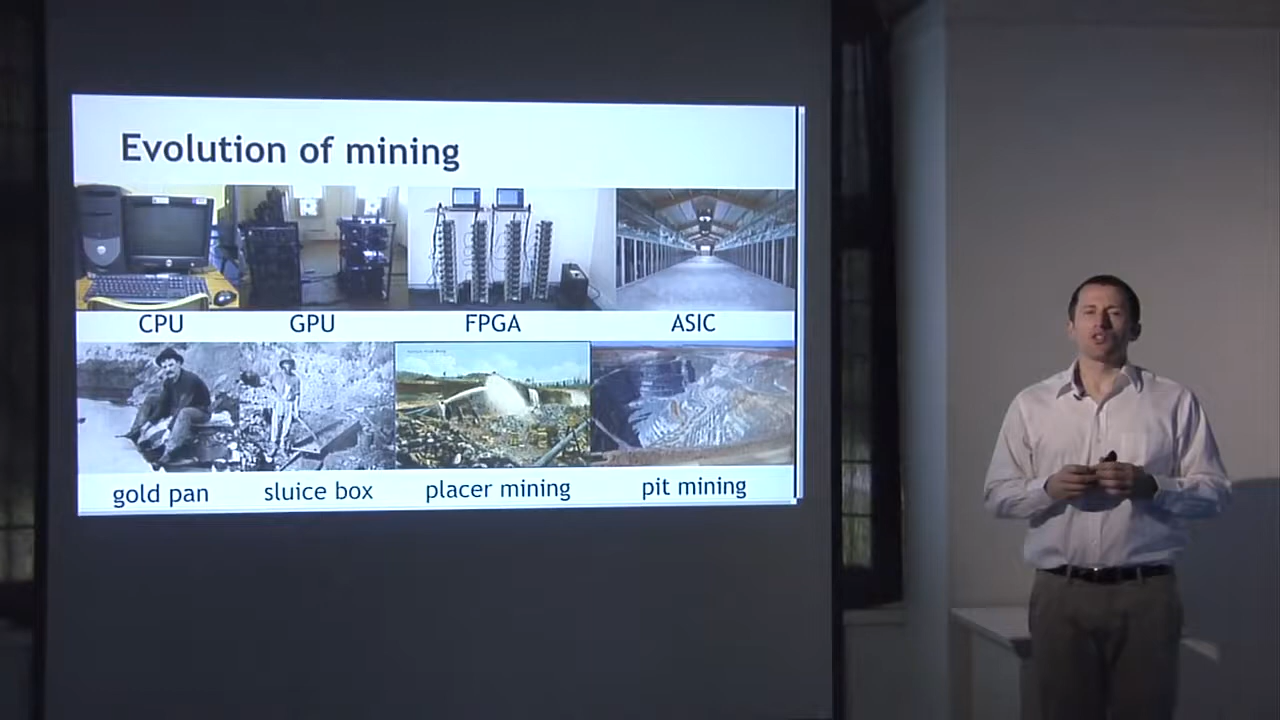 Evolution of mining
CPU GPU FPGA ASIC
gold pan sluice box placer mining pit mining